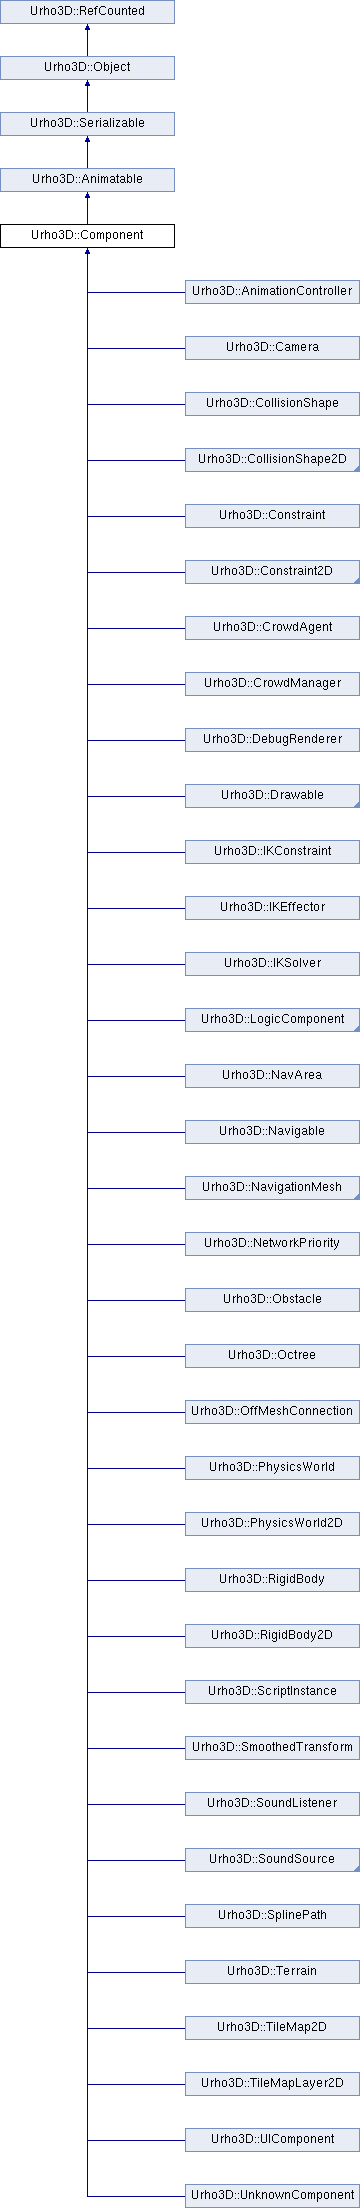 Urho3D::RefCounted
Urho3D::Object
Urho3D::Serializable
Urho3D::Animatable
Urho3D::Component
Urho3D::AnimationController
Urho3D::Camera
Urho3D::CollisionShape
Urho3D::CollisionShape2D
Urho3D::Constraint
Urho3D::Constraint2D
Urho3D::CrowdAgent
Urho3D::CrowdManager
Urho3D::DebugRenderer
Urho3D::Drawable
Urho3D::IKConstraint
Urho3D::IKEffector
Urho3D::IKSolver
Urho3D::LogicComponent
Urho3D::NavArea
Urho3D::Navigable
Urho3D::NavigationMesh
Urho3D::NetworkPriority
Urho3D::Obstacle
Urho3D::Octree
Urho3D::OffMeshConnection
Urho3D::PhysicsWorld
Urho3D::PhysicsWorld2D
Urho3D::RigidBody
Urho3D::RigidBody2D
Urho3D::ScriptInstance
Urho3D::SmoothedTransform
Urho3D::SoundListener
Urho3D::SoundSource
Urho3D::SplinePath
Urho3D::Terrain
Urho3D::TileMap2D
Urho3D::TileMapLayer2D
Urho3D::UIComponent
Urho3D::UnknownComponent